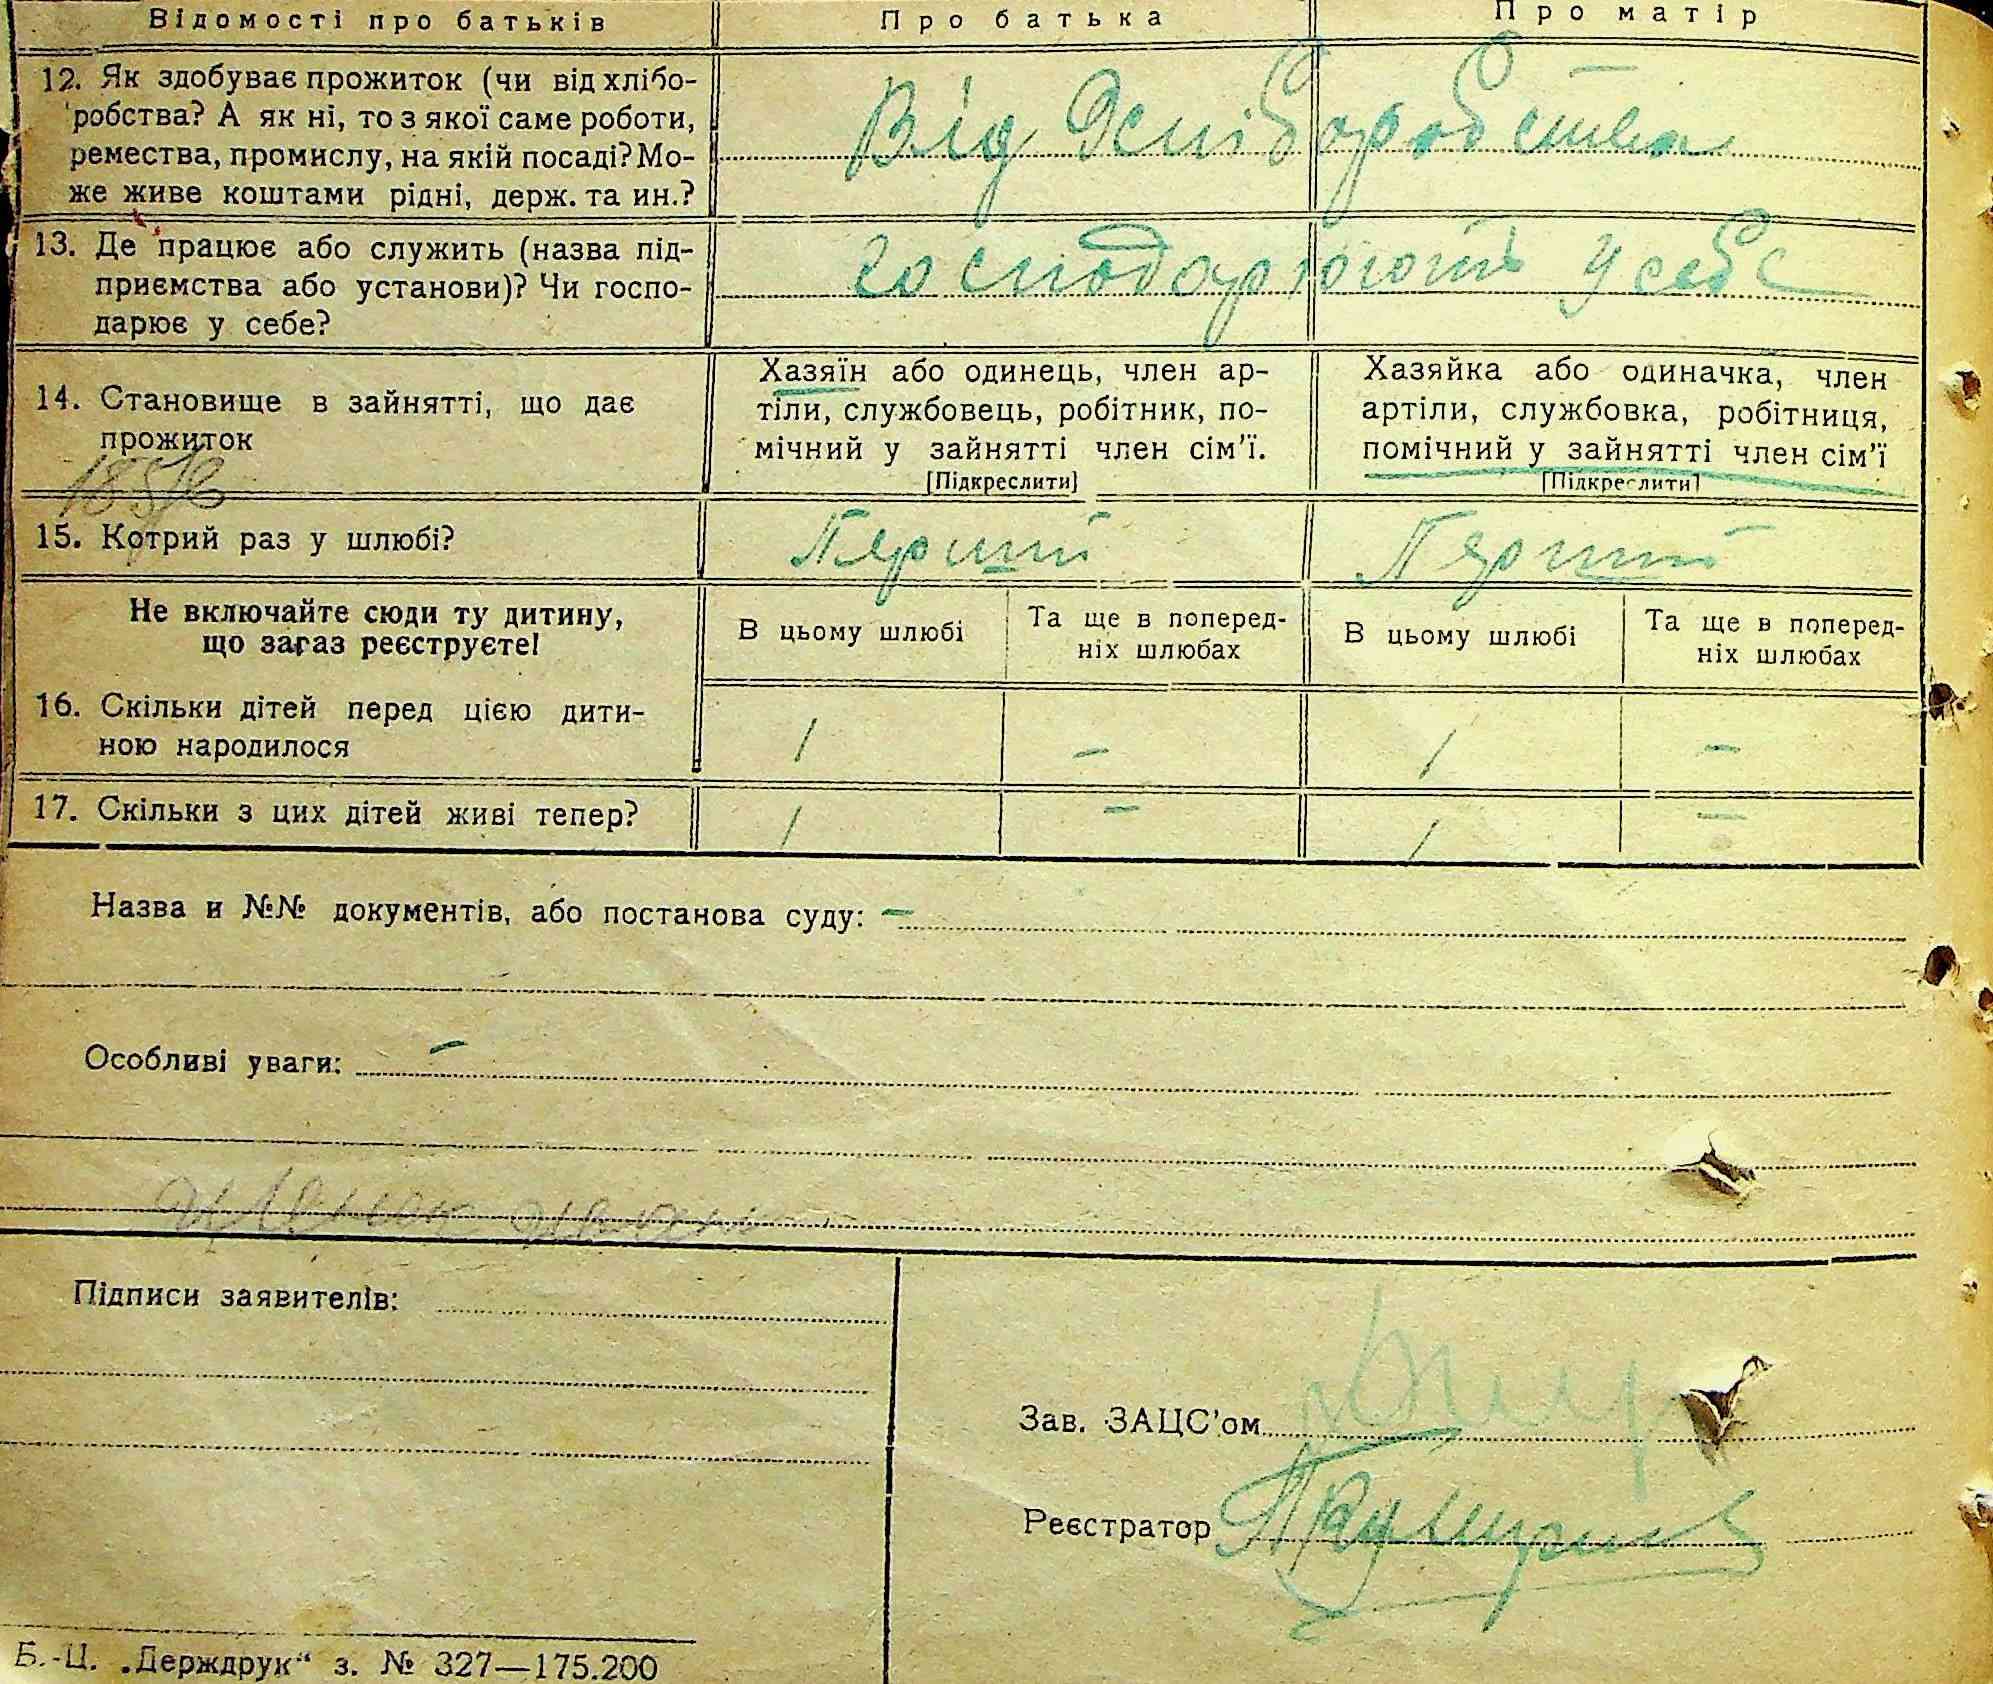 Відомості про батьків Про батька Про матір
12. Як здобуває прожиток (чи від хлібо-
робства? А як ні, то з якої саме роботи,
ремества, промислу, на якій посаді? Мо-
же живе коштами рідні, держ. та ин.?
Від хліборобства
13. Де працює або служить (назва під-
приємства або установи)? Чи госпо-
дарює у себе?
господарюють у себе
14. Становище в зайнятті, що дає
прожиток
Хазяїн або одинець, член ар-
тіли, службовець, робітник, по-
мічний у зайнятті член сім'ї.
[Підкреслити]
Хазяйка або одиначка, член
артіли, службовка, робітниця,
помічний у зайнятті член сім'ї
[Підкреслити]
15. Котрий раз у шлюбі? Перший Перший
Не включайте сюди ту дитину,
що зараз реєструєте!
В цьому шлюбі
Та ще в поперед-
ніх шлюбах
В цьому шлюбі
Та ще в поперед-
ніх шлюбах
16. Скільки дітей перед цією дити-
ною народилося
1 — 1 —
17. Скільки з цих дітей живі тепер? 1 — 1 —
Назва и №№ документів, або постанова суду: —
Особливі уваги: —
Підписи заявителів:
Зав. ЗАЦС'ом
Реєстратор
Б.-Ц. „Держдрук" з. № 327—175.200